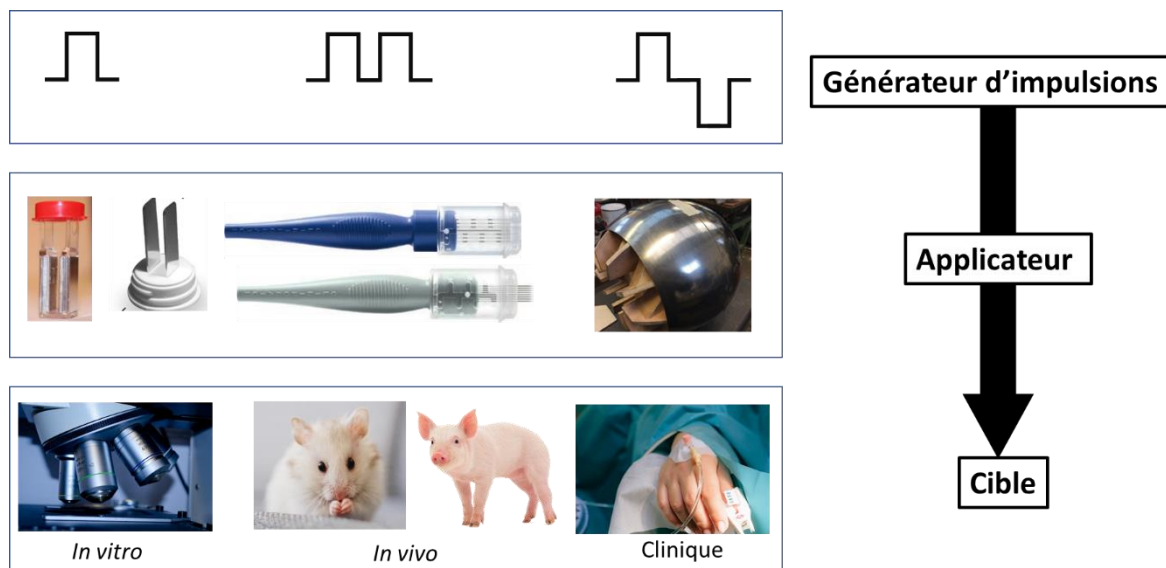 Générateur d’impulsions
Applicateur
Cible
In vitro
In vivo
Clinique